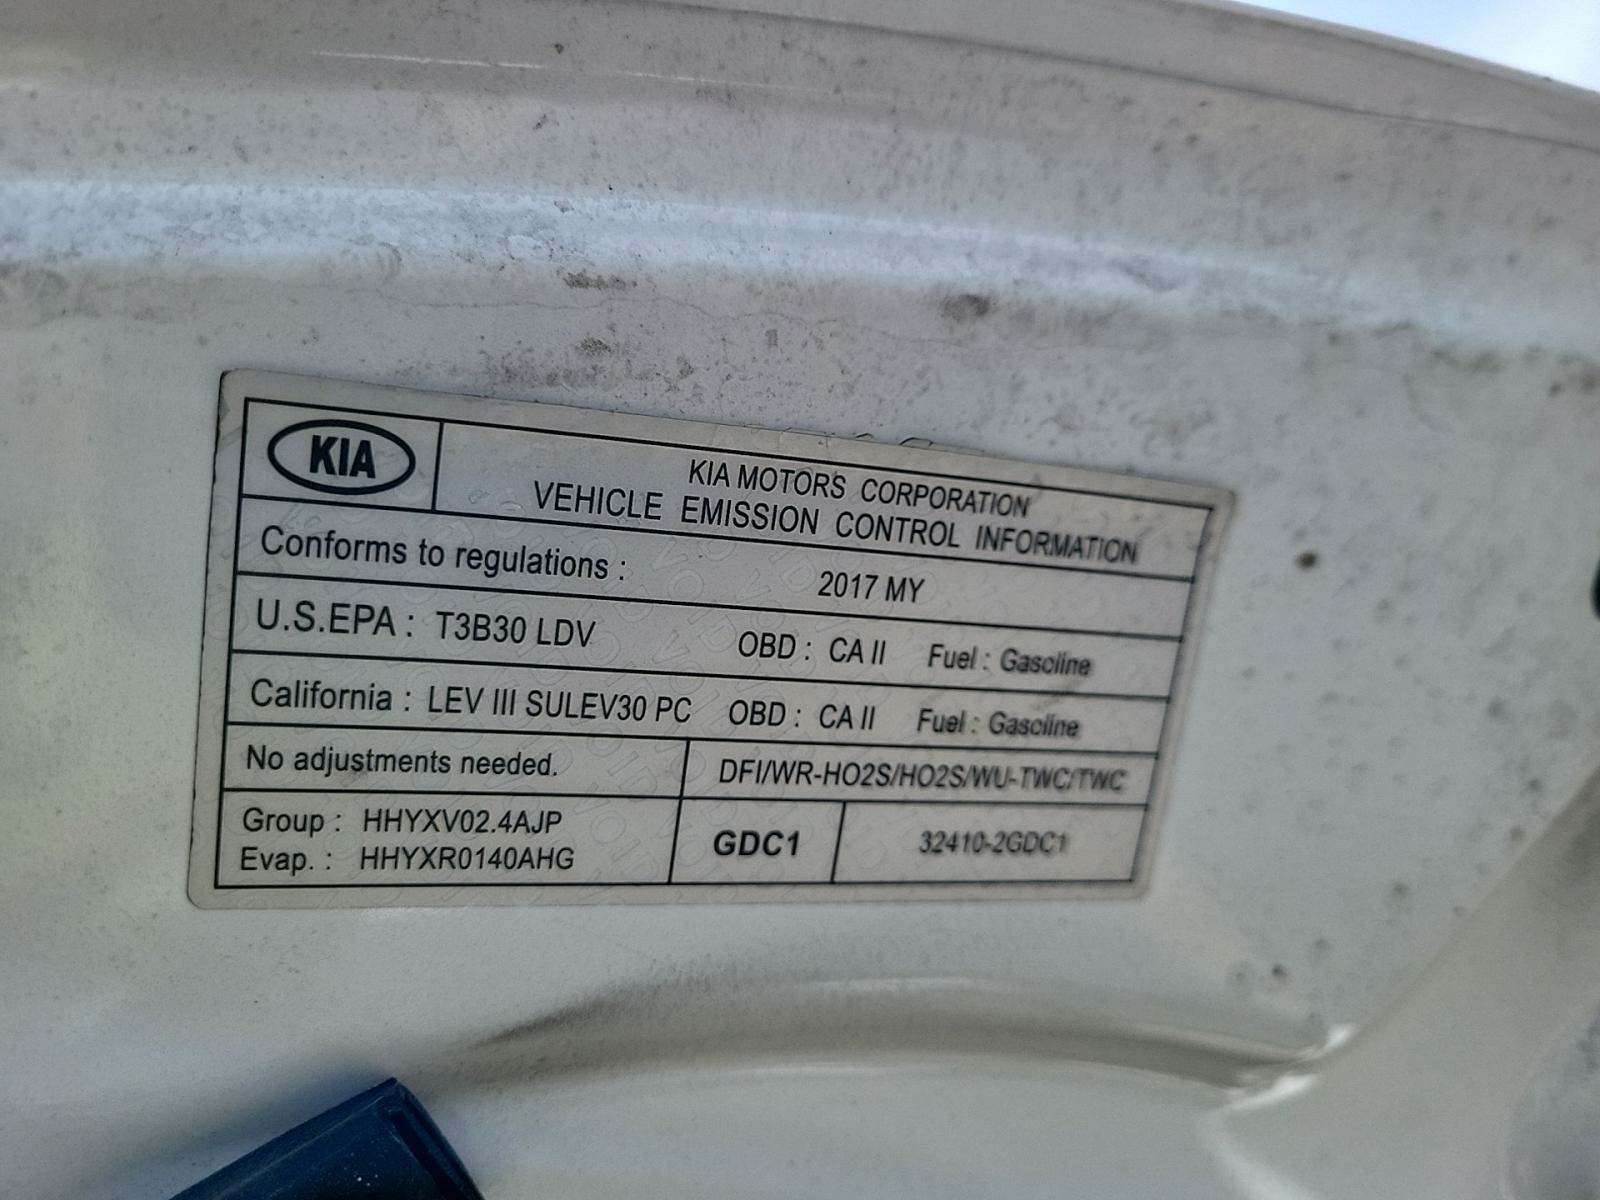 KIA
KIA MOTORS CORPORATION
VEHICLE EMISSION CONTROL INFORMATION
Conforms to regulations : 2017 MY
U.S.EPA : T3B30 LDV OBD : CA II Fuel : Gasoline
California : LEV III SULEV30 PC OBD : CA II Fuel : Gasoline
No adjustments needed. DFI/WR-HO2S/HO2S/WU-TWC/TWC
Group : HHYXV02.4AJP
Evap. : HHYXR0140AHG
GDC1 32410-2GDC1